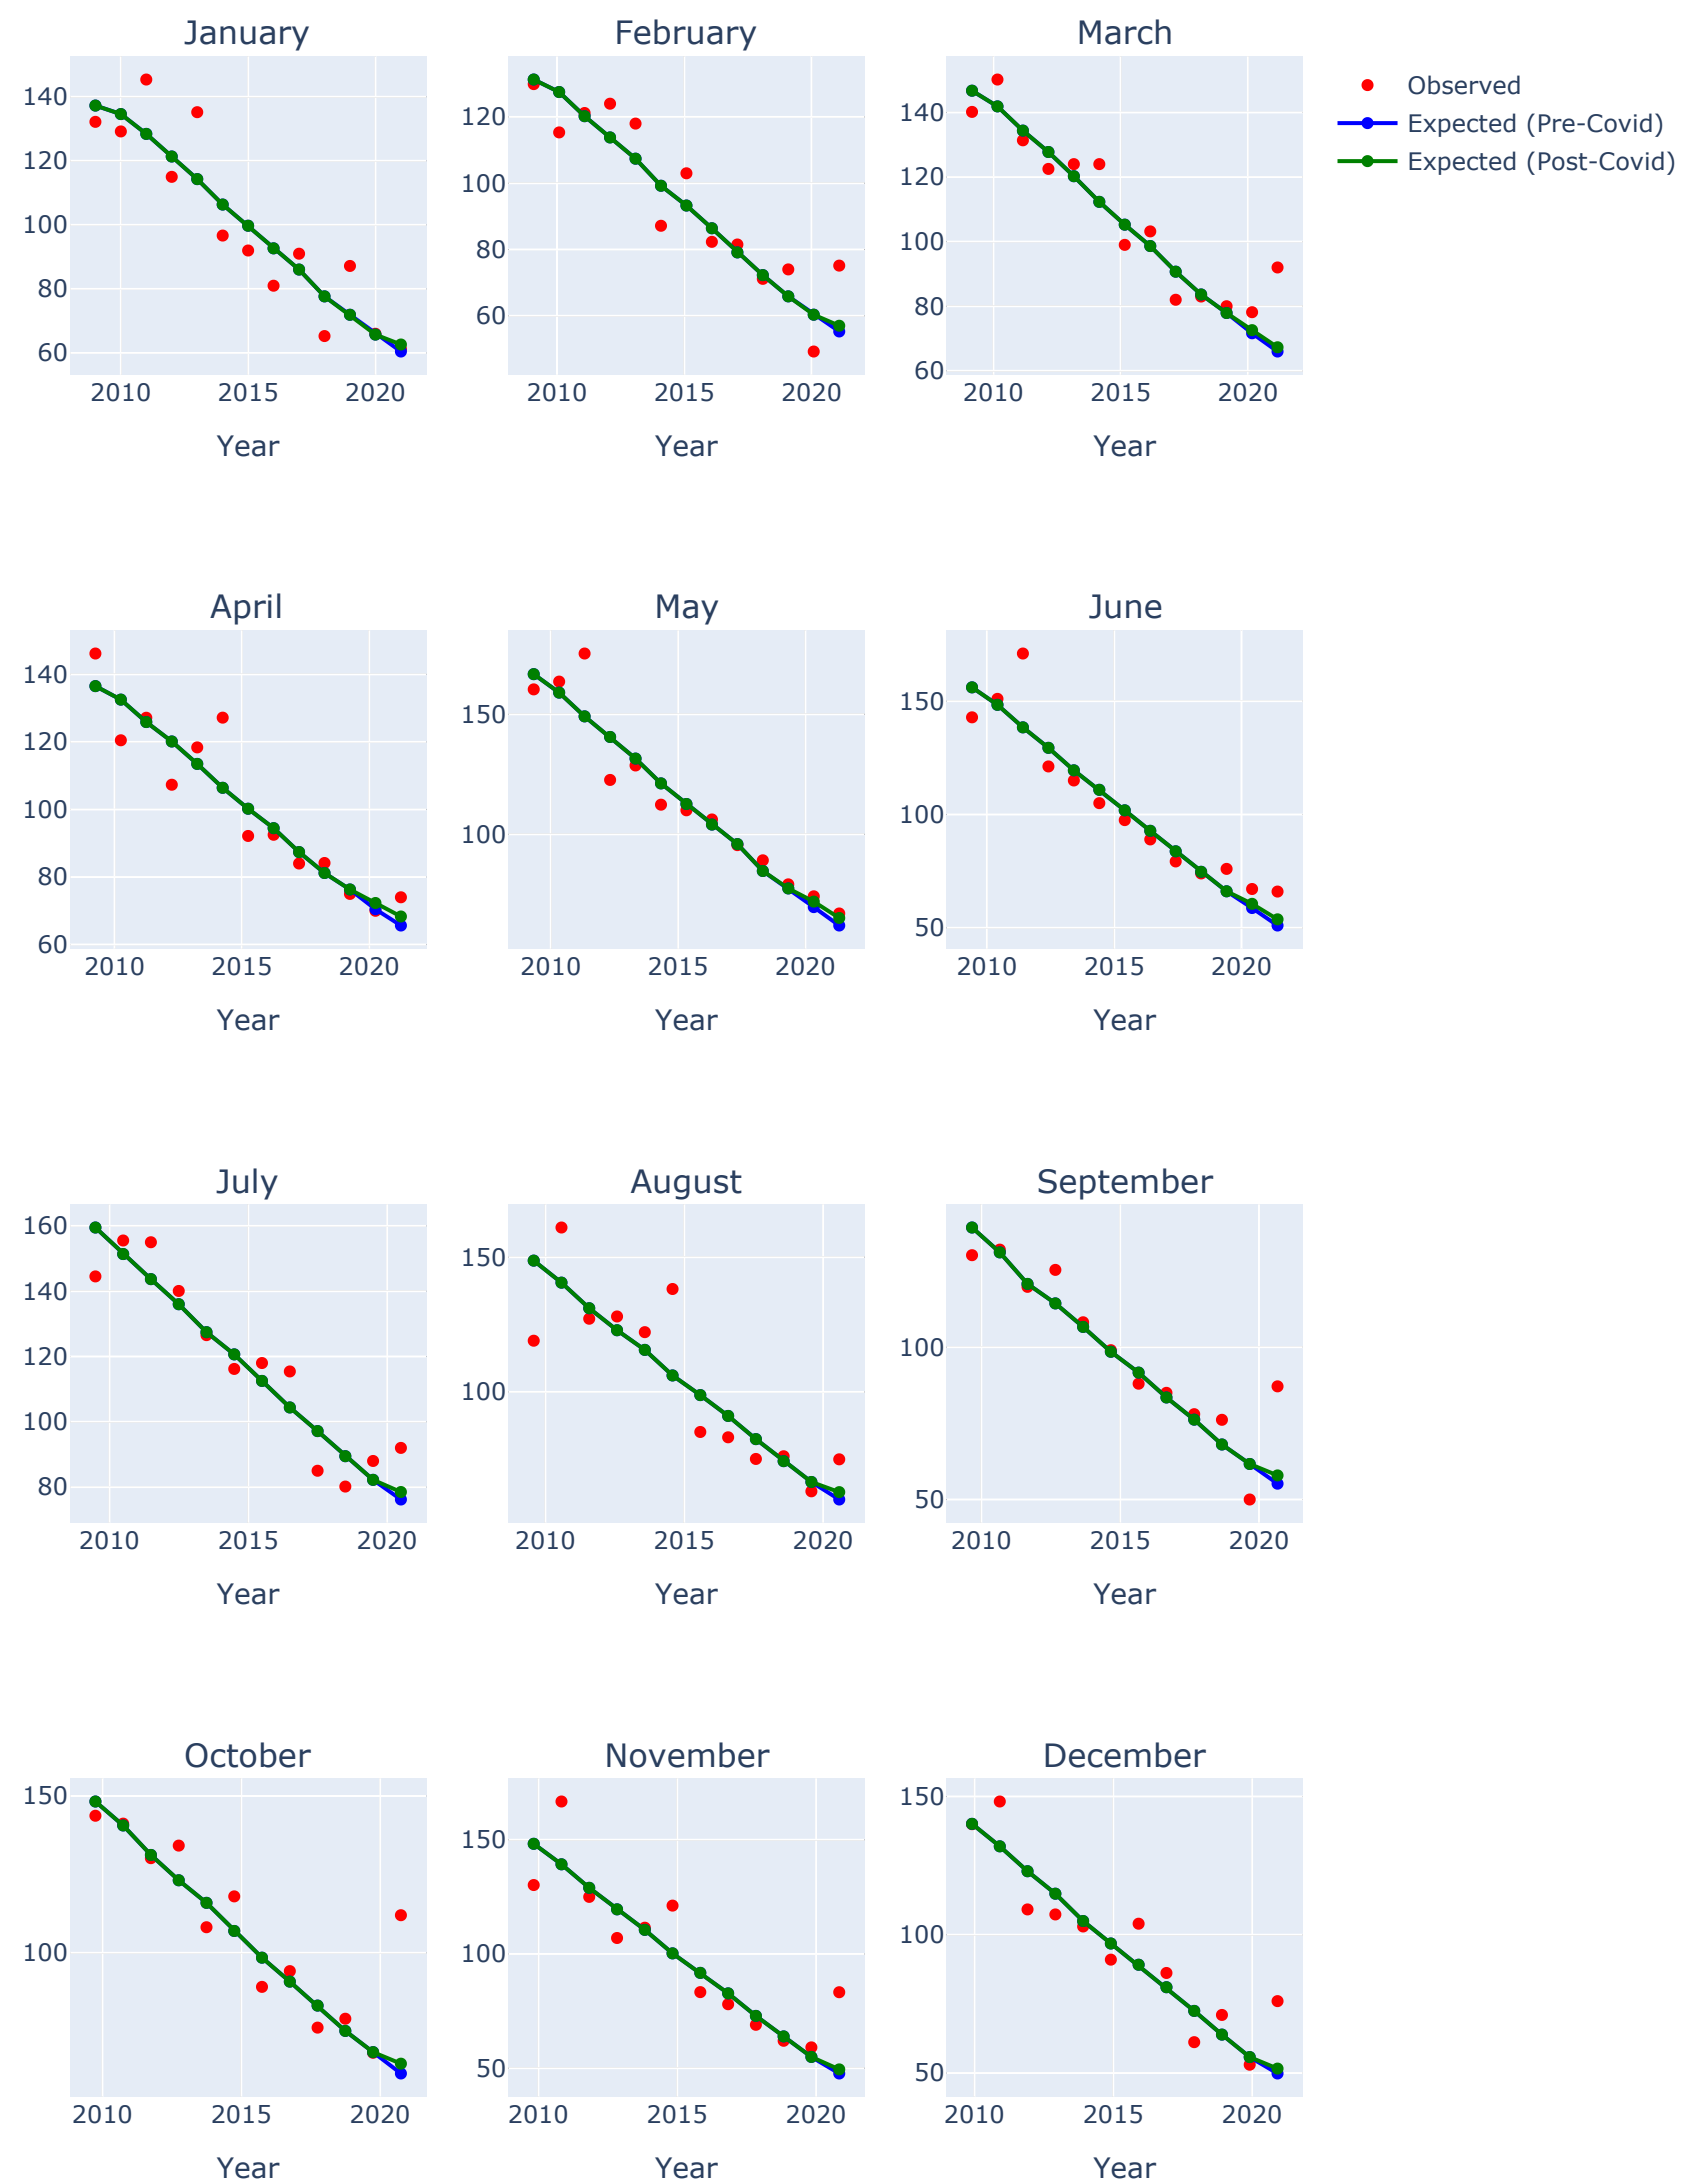 January
February
March
Observed
Expected (Pre-Covid)
Expected (Post-Covid)
140
120
100
80
60
120
100
80
60
140
120
100
80
60
2010 2015 2020
2010 2015 2020
2010 2015 2020
Year
Year
Year
April
May
June
140
120
100
80
60
150
100
150
100
50
2010 2015 2020
2010 2015 2020
2010 2015 2020
Year
Year
Year
July
August
September
160
140
120
100
80
150
100
100
50
2010 2015 2020
2010 2015 2020
2010 2015 2020
Year
Year
Year
October
November
December
150
100
150
100
50
150
100
50
2010 2015 2020
2010 2015 2020
2010 2015 2020
Year
Year
Year